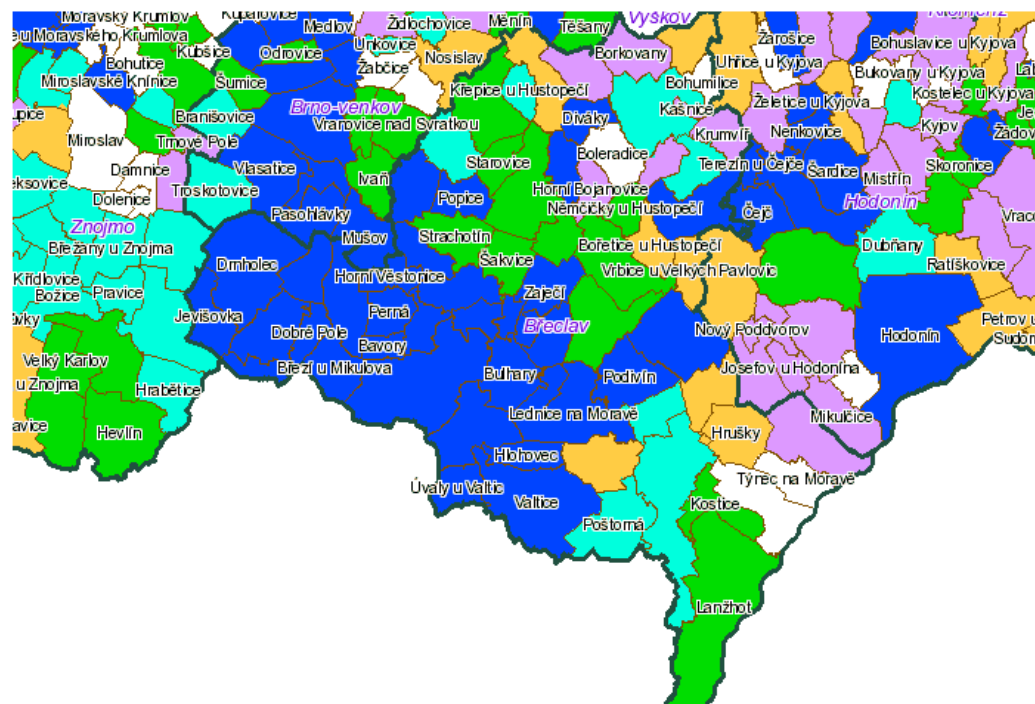 Moravský Krumlov
Kupařovice
Medlov
Židlochovice
Měnín
Těšany
Vyškov
Žarošice
Bohuslavice u Kyjova
u Moravského Krumlova
Kubšice
Odrovice
Unkovice
Nosislav
Borkovany
Uhřice u Kyjova
Bohutice
Žabčice
Bohumilice
Bukovany u Kyjova
Miroslavské Knínice
Šumice
Křepice u Hustopečí
Kostelec u Kyjova
Brno-venkov
Diváky
Kašnice
Želetice u Kyjova
Branišovice
Vranovice nad Svratkou
Krumvíř
Nenkovice
Kyjov
Miroslav
Trnové Pole
Boleradice
Starovice
Terezín u Čejče
Skoronice
Damnice
Vlasatice
Ivaň
Šardice
Mistřín
Troskotovice
Horní Bojanovice
Dolenice
Popice
Němčičky u Hustopečí
Čejč
Hodonín
Pasohlávky
Znojmo
Strachotín
Břežany u Znojma
Mušov
Bořetice u Hustopečí
Dubňany
Šakvice
Ratíškovice
Drnholec
Horní Věstonice
Vrbice u Velkých Pavlovic
Křídlovice
Božice
Pravice
Zaječí
Jevišovka
Perná
Břeclav
Nový Poddvorov
Hodonín
Petrov u
Dobré Pole
Bavory
Velký Karlov
Březí u Mikulova
Bulhary
Podivín
Josefov u Hodonína
u Znojma
Hrabětice
Lednice na Moravě
Mikulčice
Hevlín
Hrušky
Hlohovec
Týnec na Moravě
Úvaly u Valtic
Valtice
Kostice
Poštorná
Lanžhot